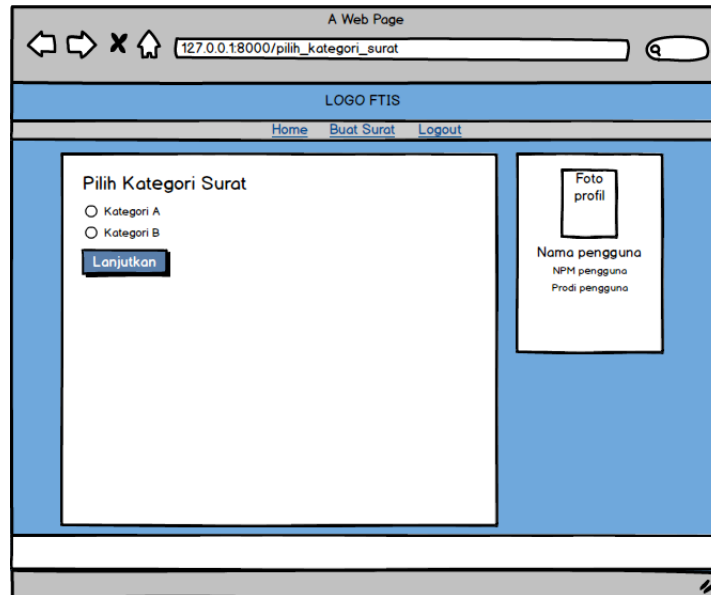 A Web Page
127.0.0.1:8000/pilih_kategori_surat
LOGO FTIS
Home Buat Surat Logout
Pilih Kategori Surat
Kategori A
Kategori B
Lanjutkan
Foto
profil
Nama pengguna
NPM pengguna
Prodi pengguna